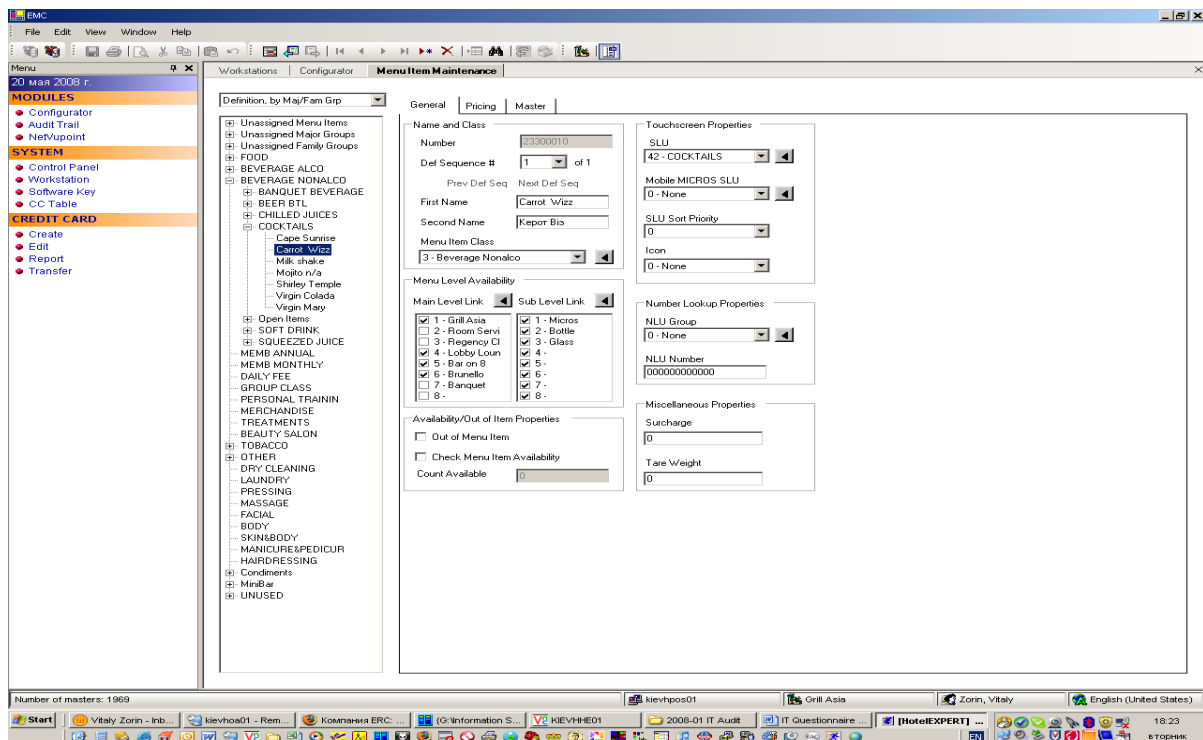 EMC
File Edit View Window Help
Menu
Workstations | Configurator Menu Item Maintenance
20 мая 2008 г.
MODULES
Configurator
Audit Trail
NetVupoint
SYSTEM
Control Panel
Workstation
Software Key
CC Table
CREDIT CARD
Create
Edit
Report
Transfer
Definition, by Maj/Fam Grp
Unassigned Menu Items
Unassigned Major Groups
Unassigned Family Groups
FOOD
BEVERAGE ALCO
BEVERAGE NONALCO
BANQUET BEVERAGE
BEER BTL
CHILLED JUICES
COCKTAILS
Cape Sunrise
Carrot Wizz
Milk shake
Mojito n/a
Shirley Temple
Virgin Colada
Virgin Mary
Open Items
SOFT DRINK
SQUEEZED JUICE
MEMB ANNUAL
MEMB MONTHLY
DAILY FEE
GROUP CLASS
PERSONAL TRAININ
MERCHANDISE
TREATMENTS
BEAUTY SALON
TOBACCO
OTHER
DRY CLEANING
LAUNDRY
PRESSING
MASSAGE
FACIAL
BODY
SKIN&BODY
MANICURE&PEDICUR
HAIRDRESSING
Condiments
MiniBar
UNUSED
General Pricing Master
Name and Class
Number 23300010
Def Sequence # 1 of 1
Prev Def Seq Next Def Seq
First Name Carrot Wizz
Second Name Керот Віз
Menu Item Class
3 - Beverage Nonalco
Menu Level Availability
Main Level Link Sub Level Link
1 - Grill Asia 1 - Micros
2 - Room Servi 2 - Bottle
3 - Regency Cl 3 - Glass
4 - Lobby Loun 4 -
5 - Bar on 8 5 -
6 - Brunello 6 -
7 - Banquet 7 -
8 - 8 -
Availability/Out of Item Properties
Out of Menu Item
Check Menu Item Availability
Count Available 0
Touchscreen Properties
SLU
42 - COCKTAILS
Mobile MICROS SLU
0 - None
SLU Sort Priority
0
Icon
0 - None
Number Lookup Properties
NLU Group
0 - None
NLU Number
000000000000
Miscellaneous Properties
Surcharge
0
Tare Weight
0
Number of masters: 1969 kievhpos01 Grill Asia Zorin, Vitaly English (United States)
Start Vitaly Zorin - Inb... kievhoa01 - Rem... Компания ERC: ... (G:\Information S... KIEVHHE01 2008-01 IT Audit IT Questionnaire ... [HotelEXPERT] ... 18:23
EN вторник